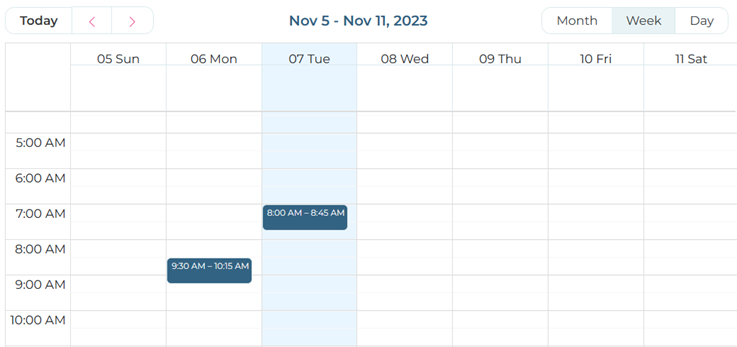 Today
Nov 5 - Nov 11, 2023
Month Week Day
05 Sun 06 Mon 07 Tue 08 Wed 09 Thu 10 Fri 11 Sat
5:00 AM
6:00 AM
7:00 AM
8:00 AM – 8:45 AM
8:00 AM
9:30 AM – 10:15 AM
9:00 AM
10:00 AM